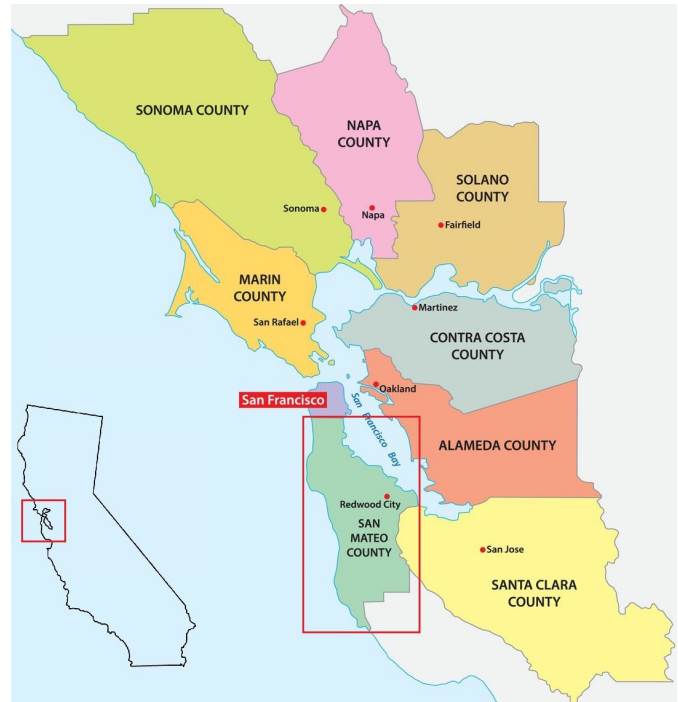 SONOMA COUNTY
NAPA
COUNTY
SOLANO
COUNTY
Sonoma
Napa
Fairfield
MARIN
COUNTY
San Rafael
Martinez
CONTRA COSTA
COUNTY
Oakland
San Francisco
San Francisco Bay
ALAMEDA COUNTY
Redwood City
SAN
MATEO
COUNTY
San Jose
SANTA CLARA
COUNTY